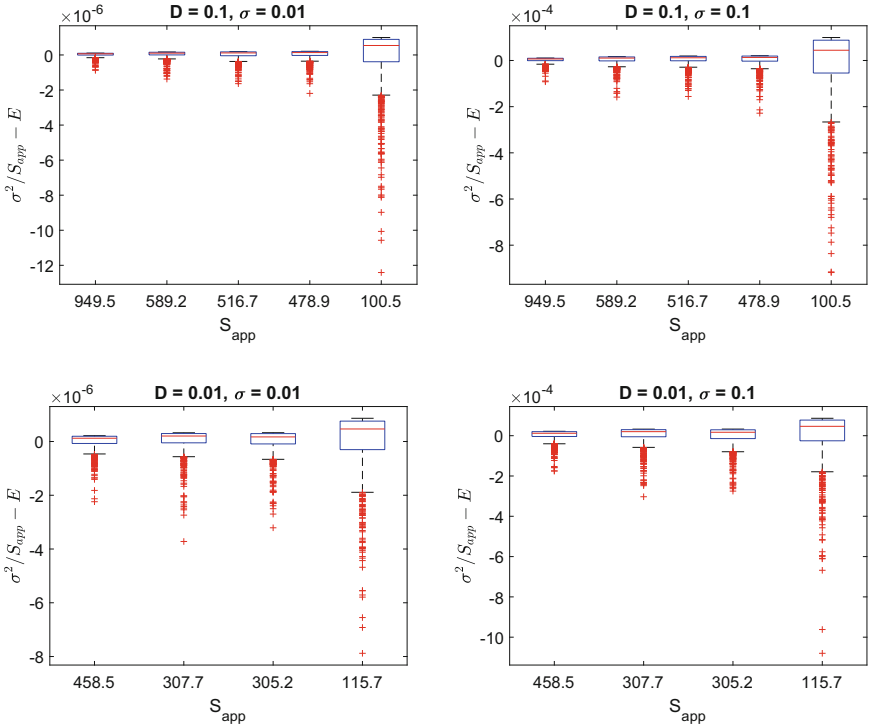 D = 0.1, σ = 0.01
×10⁻⁶
0
-2
-4
-6
-8
-10
-12
σ²/S_app − E
949.5 589.2 516.7 478.9 100.5
S_app
D = 0.1, σ = 0.1
×10⁻⁴
0
-2
-4
-6
-8
σ²/S_app − E
949.5 589.2 516.7 478.9 100.5
S_app
D = 0.01, σ = 0.01
×10⁻⁶
0
-2
-4
-6
-8
σ²/S_app − E
458.5 307.7 305.2 115.7
S_app
D = 0.01, σ = 0.1
×10⁻⁴
0
-2
-4
-6
-8
-10
σ²/S_app − E
458.5 307.7 305.2 115.7
S_app